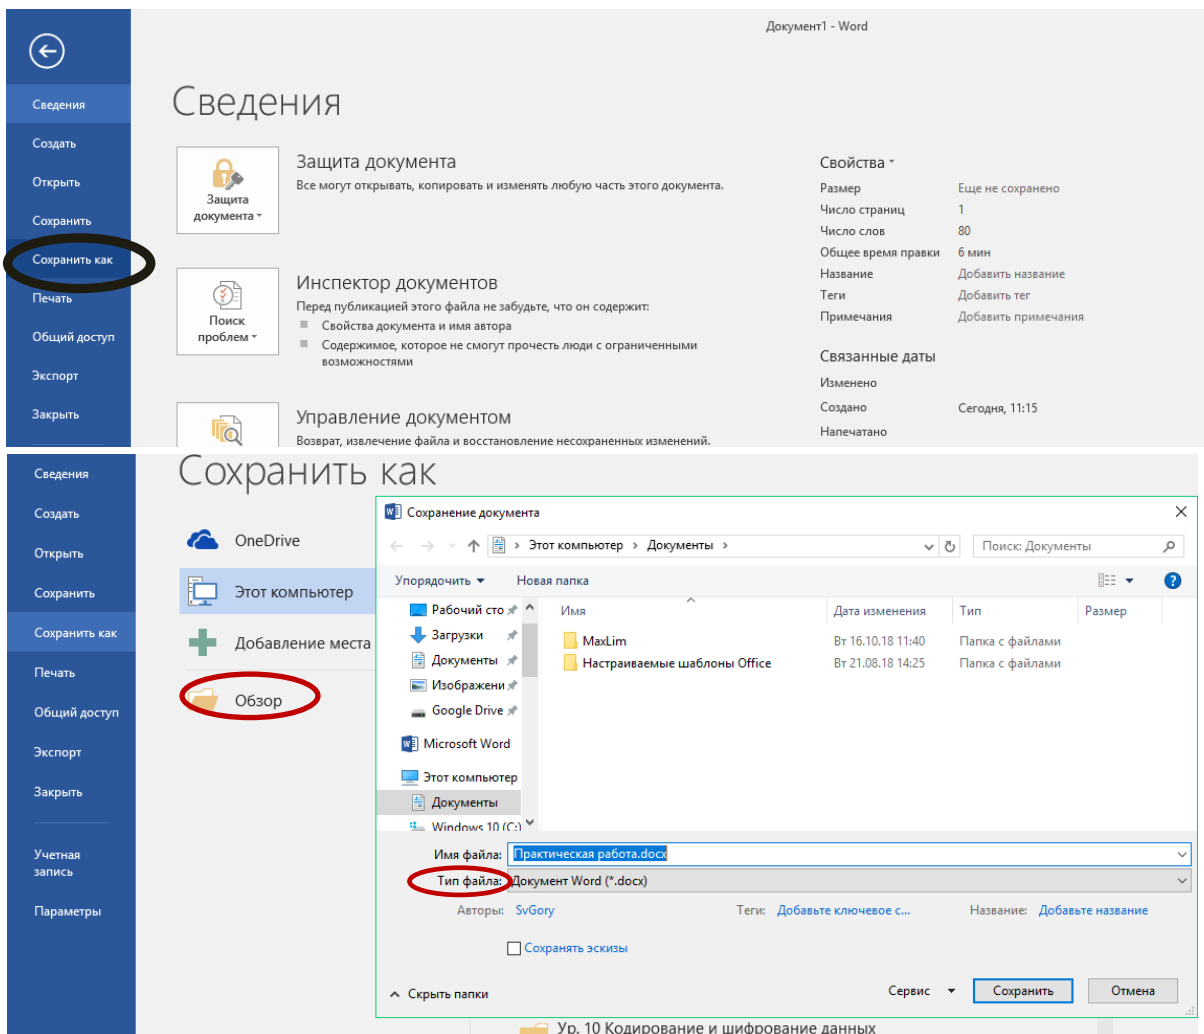 Документ1 - Word
Сведения
Создать
Открыть
Сохранить
Сохранить как
Печать
Общий доступ
Экспорт
Закрыть
Сведения
Защита документа
Защита документа
Все могут открывать, копировать и изменять любую часть этого документа.
Поиск проблем
Инспектор документов
Перед публикацией этого файла не забудьте, что он содержит:
Свойства документа и имя автора
Содержимое, которое не смогут прочесть люди с ограниченными
возможностями
Управление документом
Возврат, извлечение файла и восстановление несохраненных изменений.
Свойства
Размер Еще не сохранено
Число страниц 1
Число слов 80
Общее время правки 6 мин
Название Добавить название
Теги Добавить тег
Примечания Добавить примечания
Связанные даты
Изменено
Создано Сегодня, 11:15
Напечатано
Сведения
Создать
Открыть
Сохранить
Сохранить как
Печать
Общий доступ
Экспорт
Закрыть
Учетная
запись
Параметры
Сохранить как
OneDrive
Этот компьютер
Добавление места
Обзор
Сохранение документа
Этот компьютер > Документы >
Поиск: Документы
Упорядочить Новая папка
Рабочий сто
Загрузки
Документы
Изображени
Google Drive
Microsoft Word
Этот компьютер
Документы
Windows 10 (C:)
Имя Дата изменения Тип Размер
MaxLim Вт 16.10.18 11:40 Папка с файлами
Настраиваемые шаблоны Office Вт 21.08.18 14:25 Папка с файлами
Имя файла: Практическая работа.docx
Тип файла: Документ Word (*.docx)
Авторы: SvGory Теги: Добавьте ключевое с... Название: Добавьте название
Сохранять эскизы
Скрыть папки Сервис Сохранить Отмена
Ур. 10 Кодирование и шифрование данных